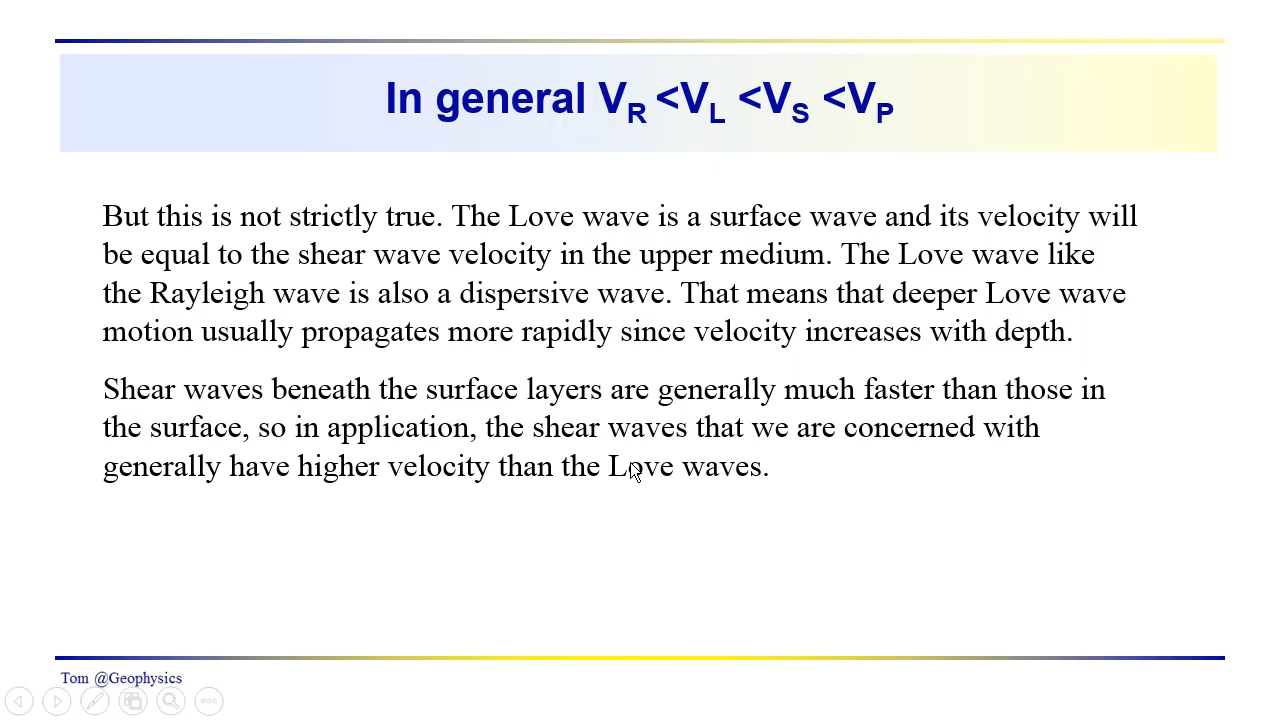 In general VR <VL <VS <VP
But this is not strictly true. The Love wave is a surface wave and its velocity will
be equal to the shear wave velocity in the upper medium. The Love wave like
the Rayleigh wave is also a dispersive wave. That means that deeper Love wave
motion usually propagates more rapidly since velocity increases with depth.
Shear waves beneath the surface layers are generally much faster than those in
the surface, so in application, the shear waves that we are concerned with
generally have higher velocity than the Love waves.
Tom @Geophysics